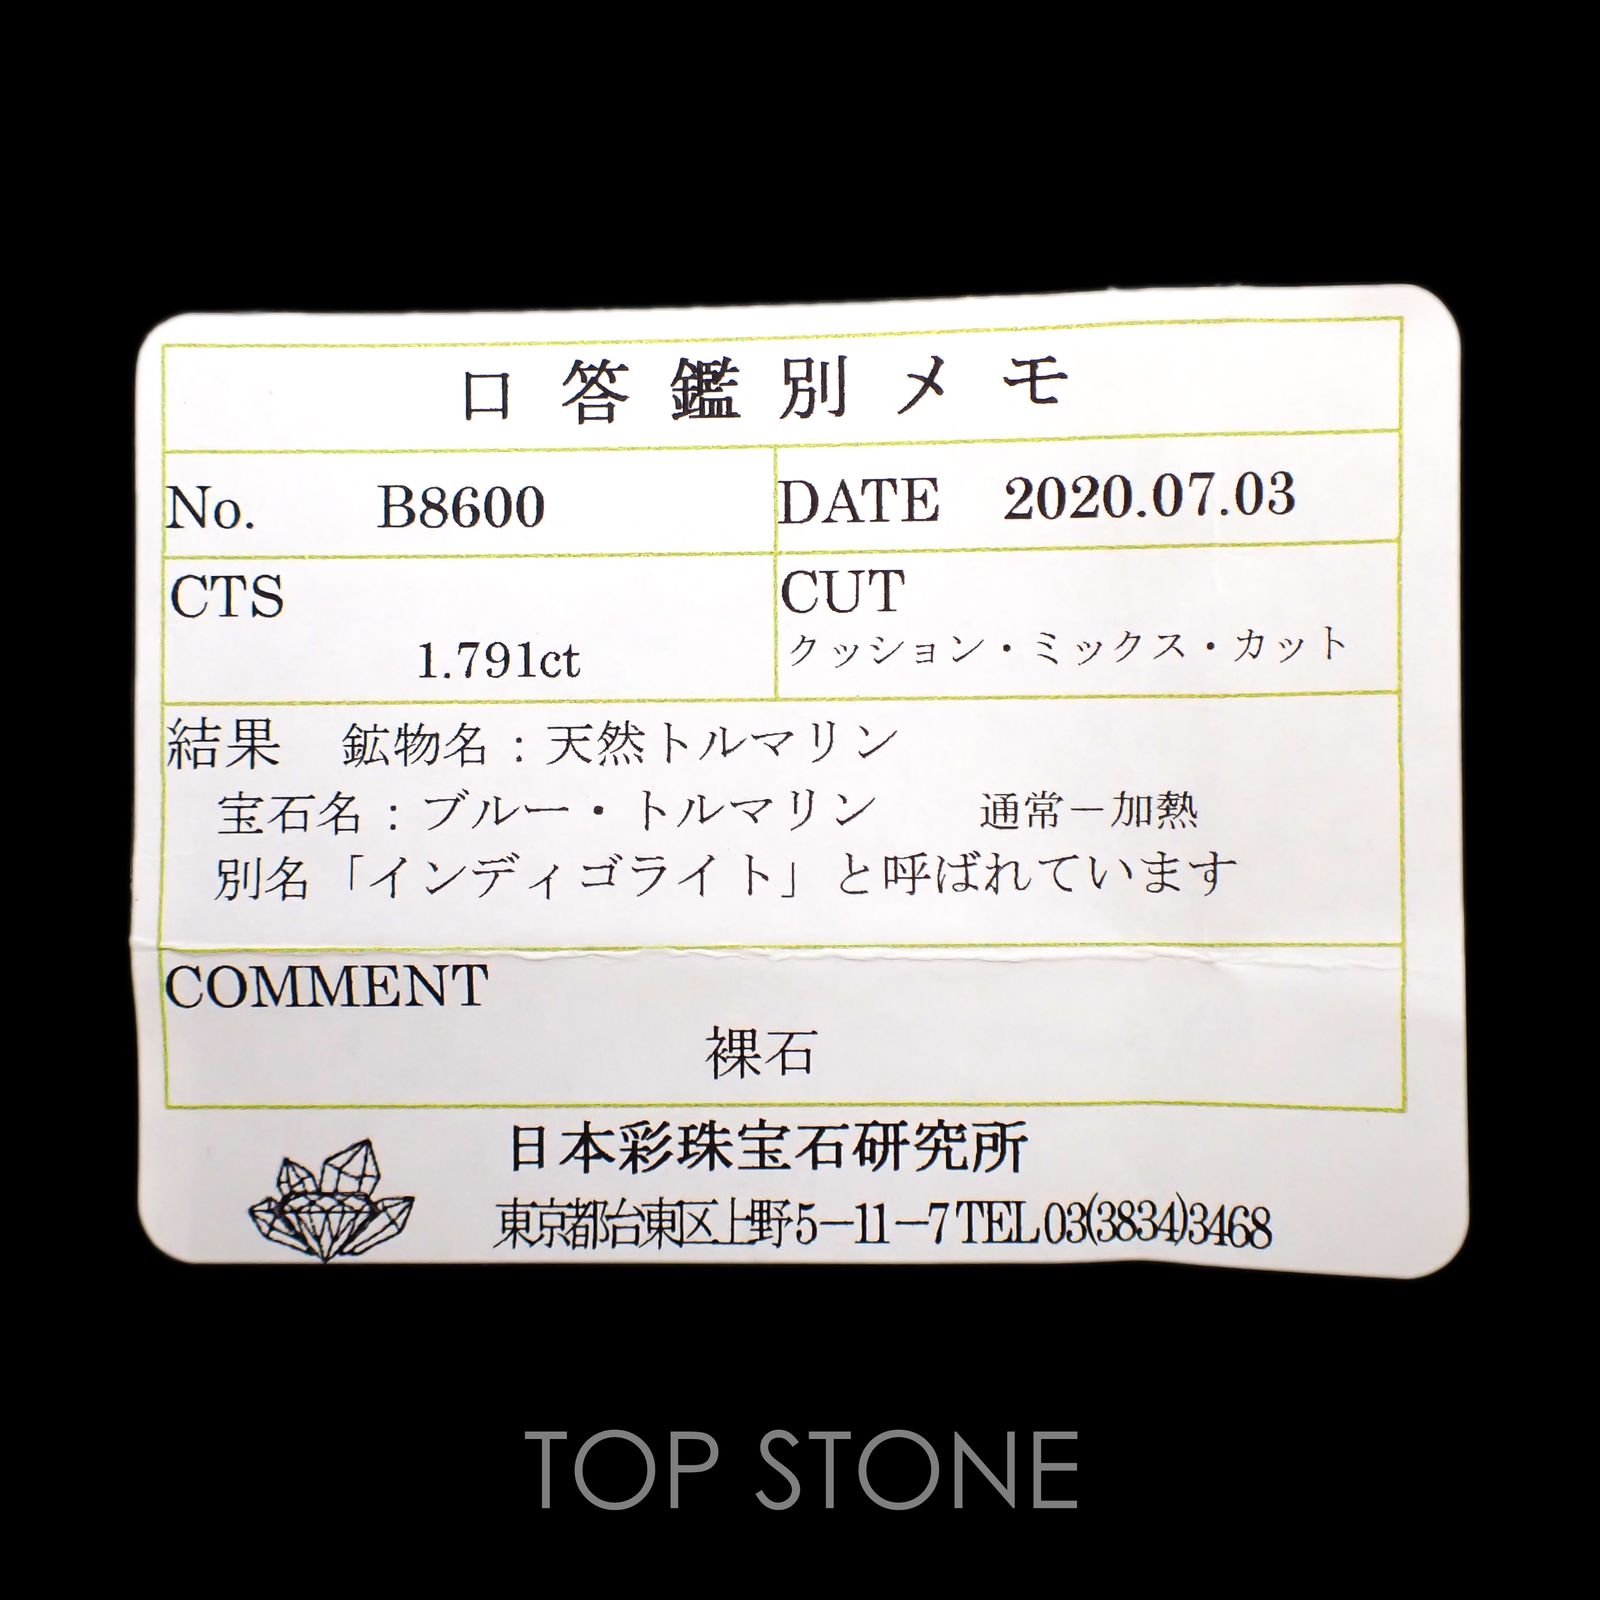 口答鑑別メモ
No. B8600 DATE 2020.07.03
CTS CUT
1.791ct クッション・ミックス・カット
結果 鉱物名：天然トルマリン
宝石名：ブルー・トルマリン 通常－加熱
別名「インディゴライト」と呼ばれています
COMMENT
裸石
日本彩珠宝石研究所
東京都台東区上野5－11－7 TEL 03(3834)3468
TOP STONE